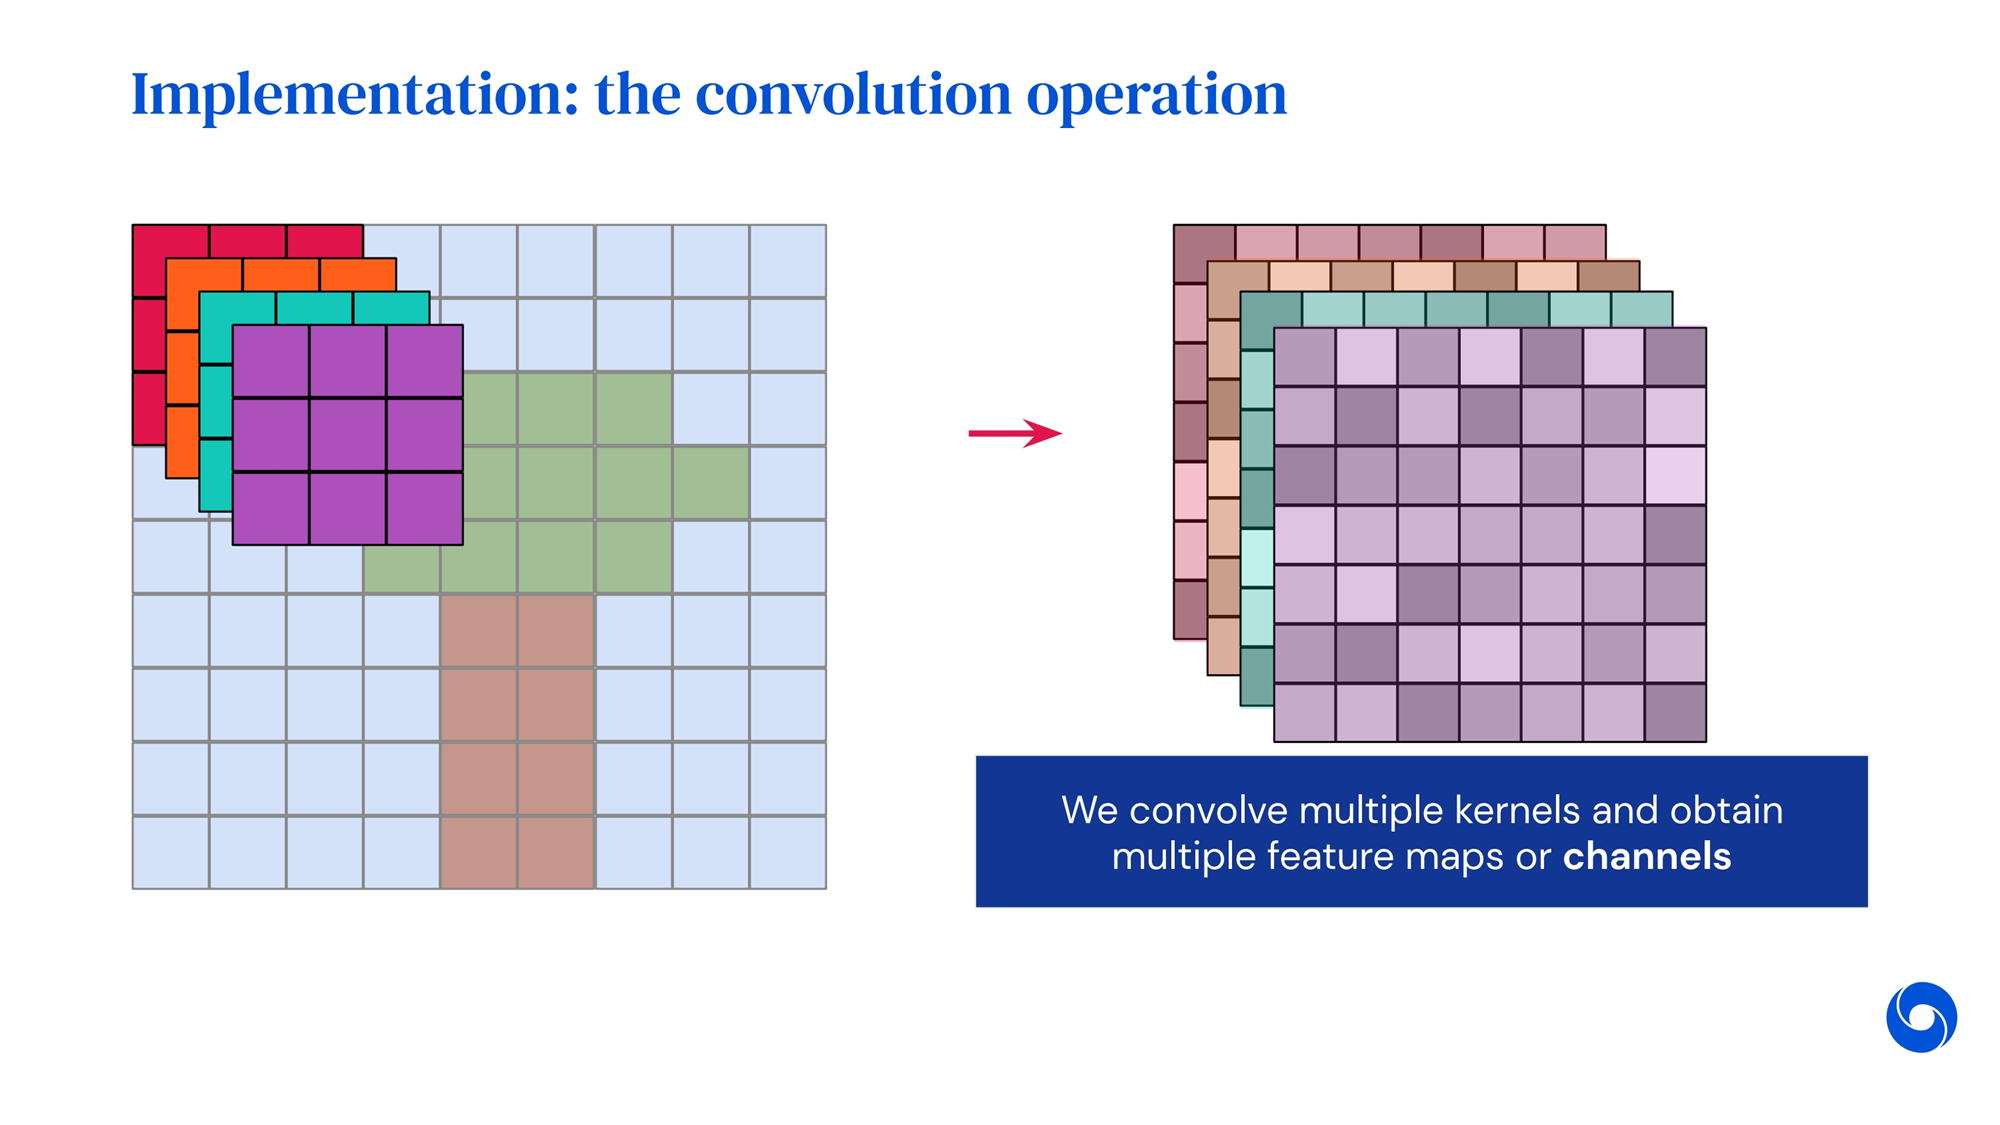 Implementation: the convolution operation
We convolve multiple kernels and obtain
multiple feature maps or channels